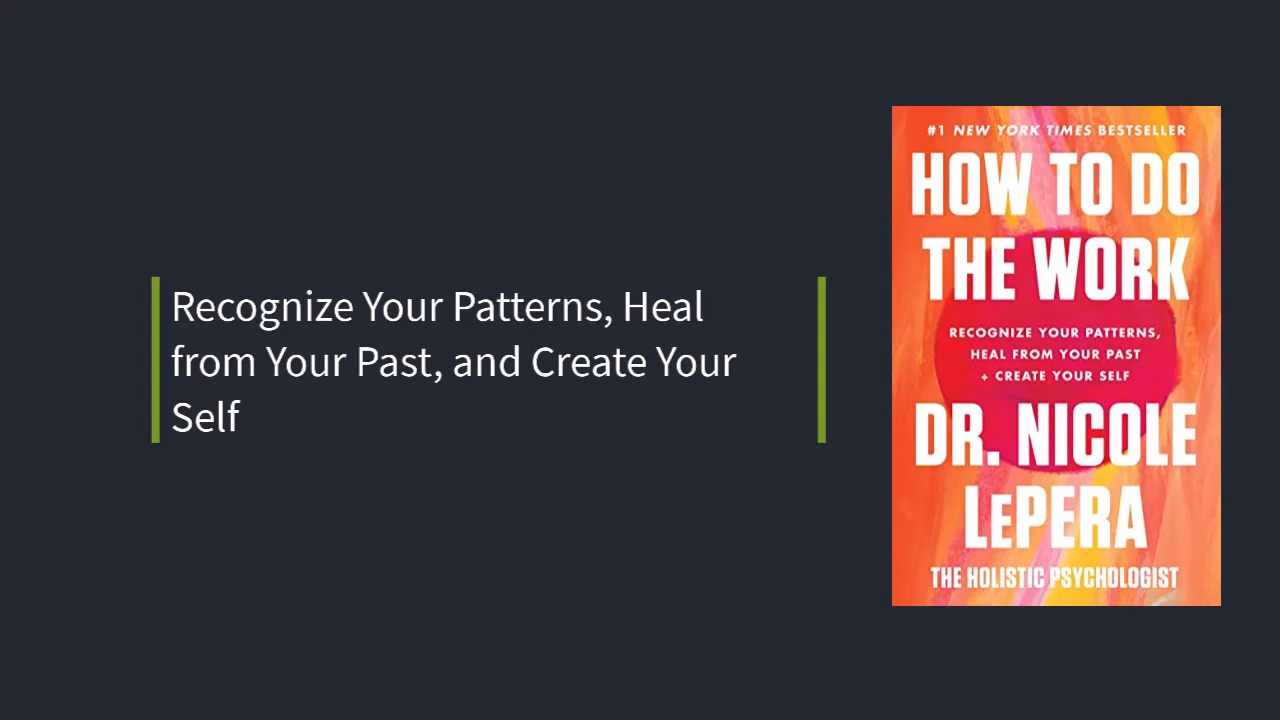 Recognize Your Patterns, Heal
from Your Past, and Create Your
Self
#1 NEW YORK TIMES BESTSELLER
HOW TO DO
THE WORK
RECOGNIZE YOUR PATTERNS,
HEAL FROM YOUR PAST
+ CREATE YOUR SELF
DR. NICOLE
LePERA
THE HOLISTIC PSYCHOLOGIST